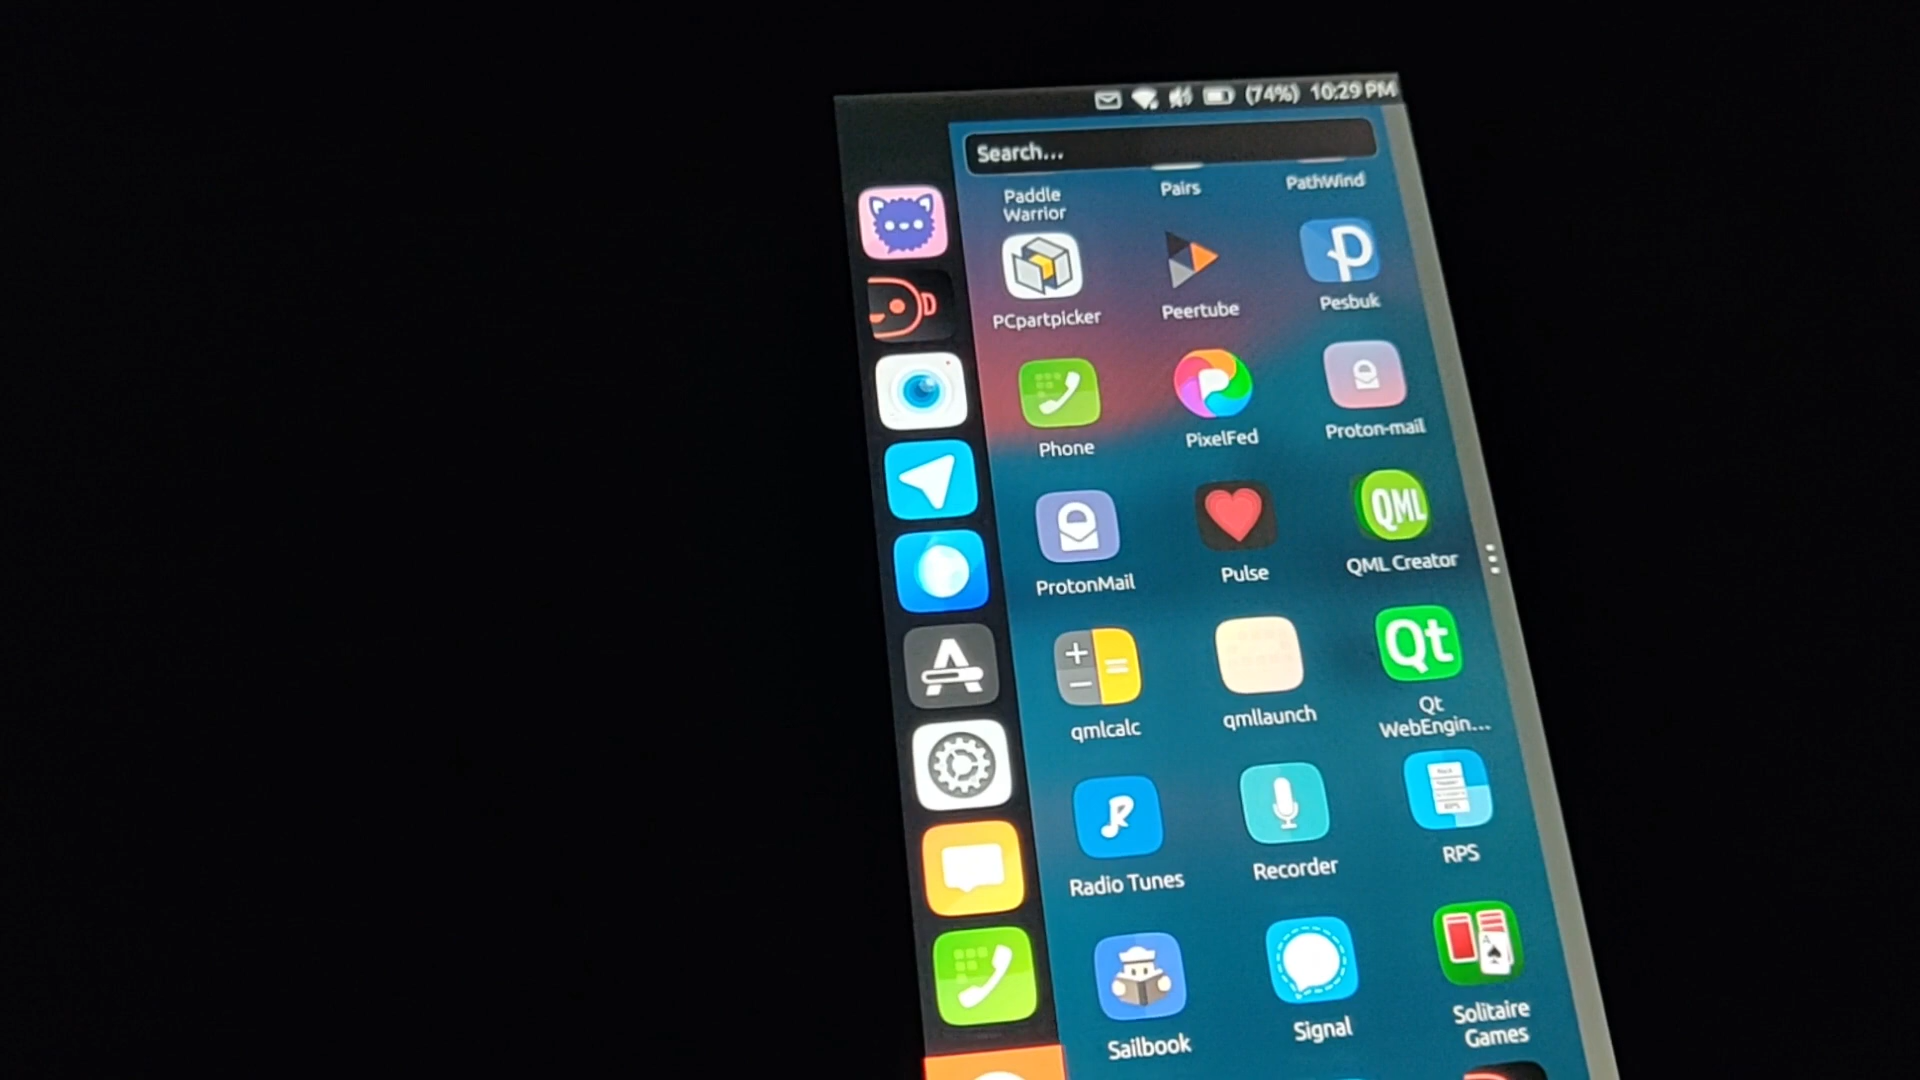 (74%) 10:29 PM
Search...
Paddle
Warrior
Pairs
PathWind
PCpartpicker
Peertube
Pesbuk
Phone
PixelFed
Proton-mail
ProtonMail
Pulse
QML
QML Creator
qmlcalc
qmllaunch
Qt
Qt
WebEngin...
Radio Tunes
Recorder
RPS
Sailbook
Signal
Solitaire
Games